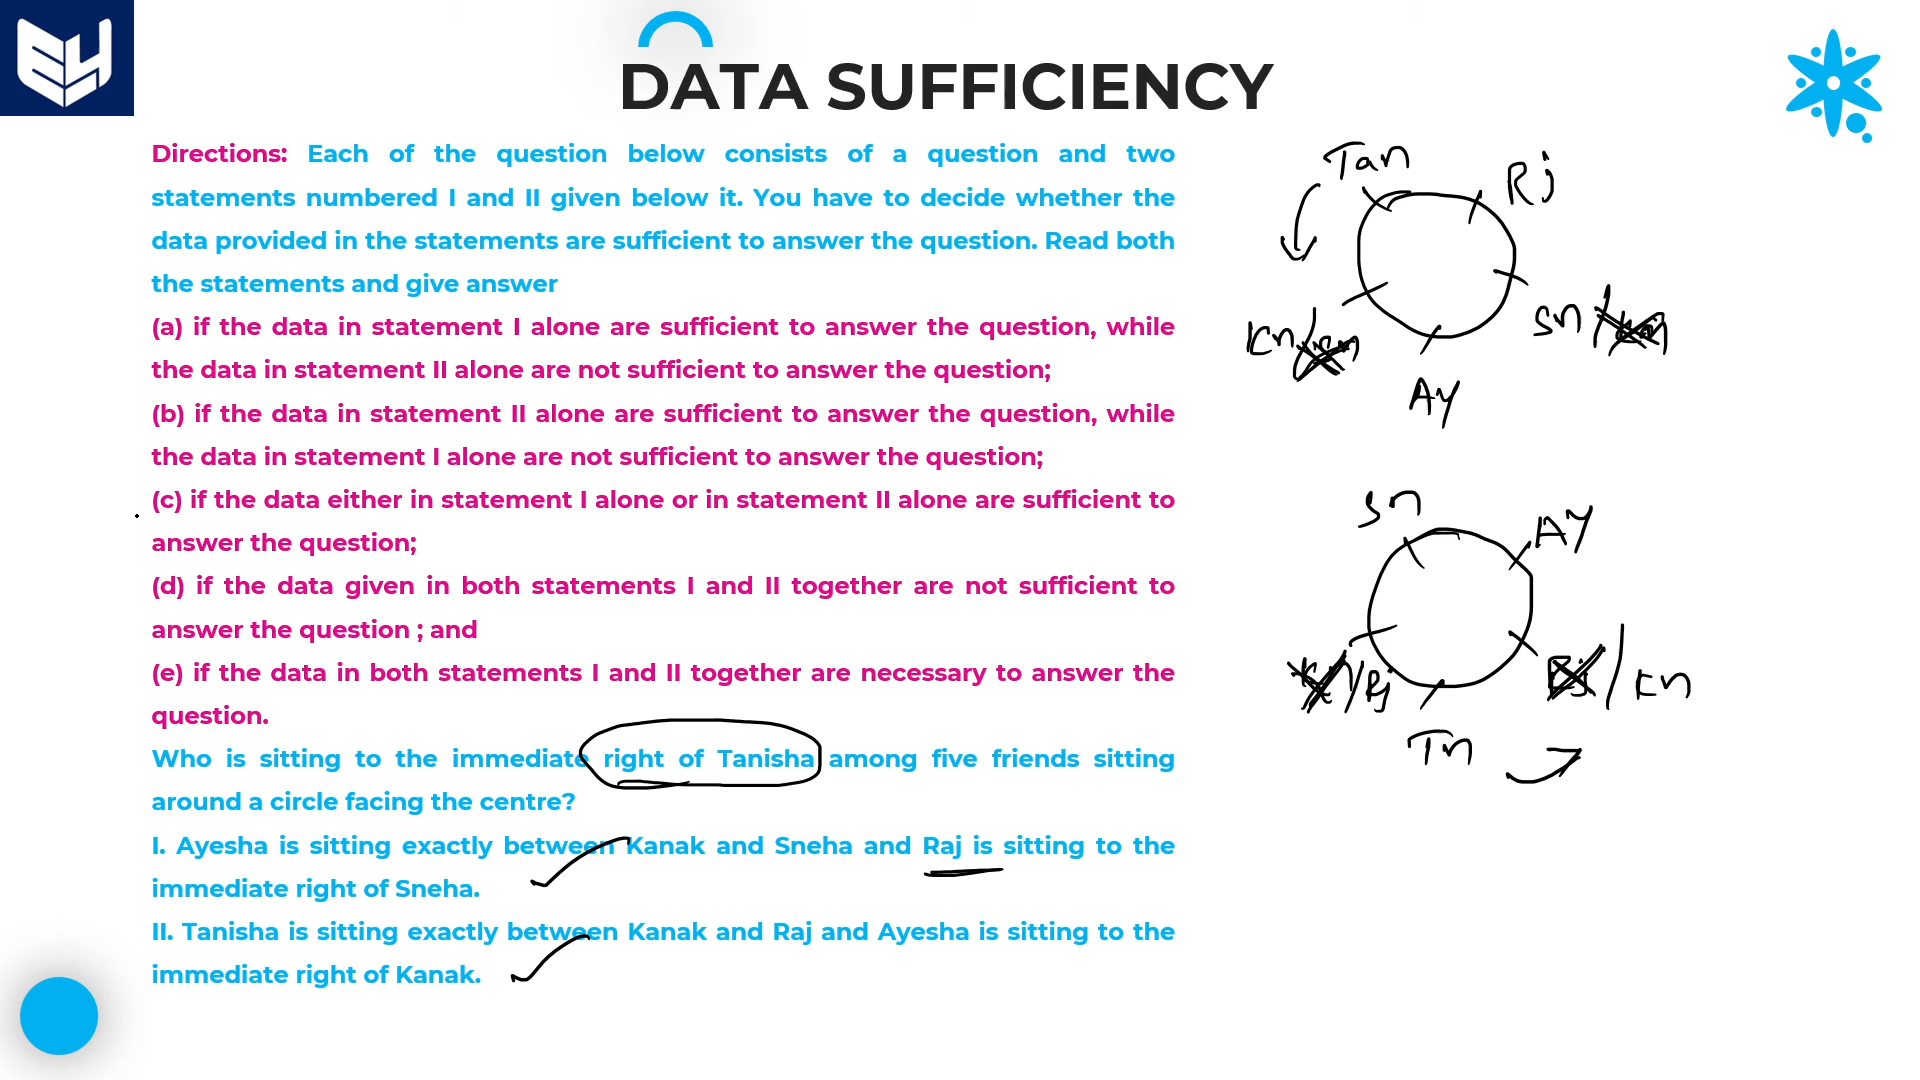 DATA SUFFICIENCY
Directions: Each of the question below consists of a question and two
statements numbered I and II given below it. You have to decide whether the
data provided in the statements are sufficient to answer the question. Read both
the statements and give answer
(a) if the data in statement I alone are sufficient to answer the question, while
the data in statement II alone are not sufficient to answer the question;
(b) if the data in statement II alone are sufficient to answer the question, while
the data in statement I alone are not sufficient to answer the question;
(c) if the data either in statement I alone or in statement II alone are sufficient to
answer the question;
(d) if the data given in both statements I and II together are not sufficient to
answer the question ; and
(e) if the data in both statements I and II together are necessary to answer the
question.
Who is sitting to the immediate right of Tanisha among five friends sitting
around a circle facing the centre?
I. Ayesha is sitting exactly between Kanak and Sneha and Raj is sitting to the
immediate right of Sneha.
II. Tanisha is sitting exactly between Kanak and Raj and Ayesha is sitting to the
immediate right of Kanak.
Tan
Rj
Kn/
Sn/
Ay
Sn
AY
/Rj
/Kn
Tn